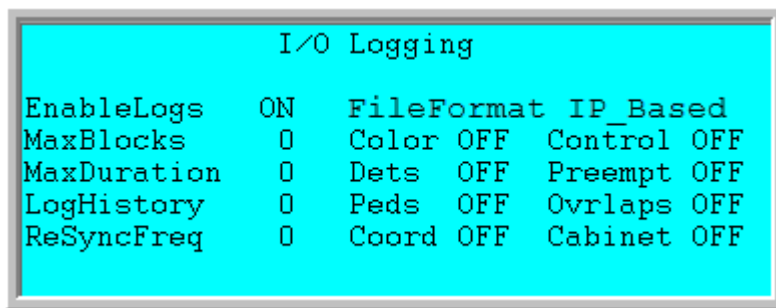 I/O Logging
EnableLogs ON FileFormat IP_Based
MaxBlocks 0 Color OFF Control OFF
MaxDuration 0 Dets OFF Preempt OFF
LogHistory 0 Peds OFF Ovrlaps OFF
ReSyncFreq 0 Coord OFF Cabinet OFF